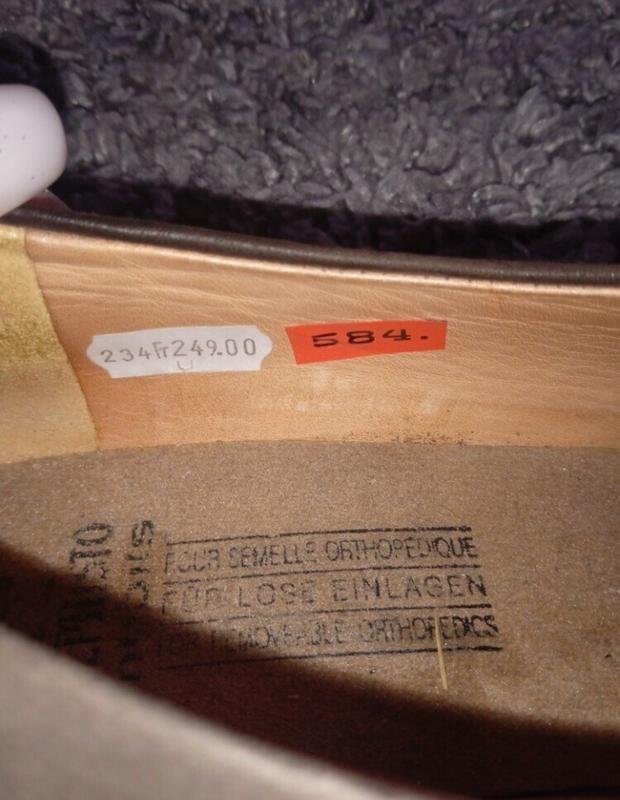 234Fr249.00
584.
POUR SEMELLE ORTHOPEDIQUE
FÜR LOSE EINLAGEN
FOR REMOVEABLE ORTHOPEDICS